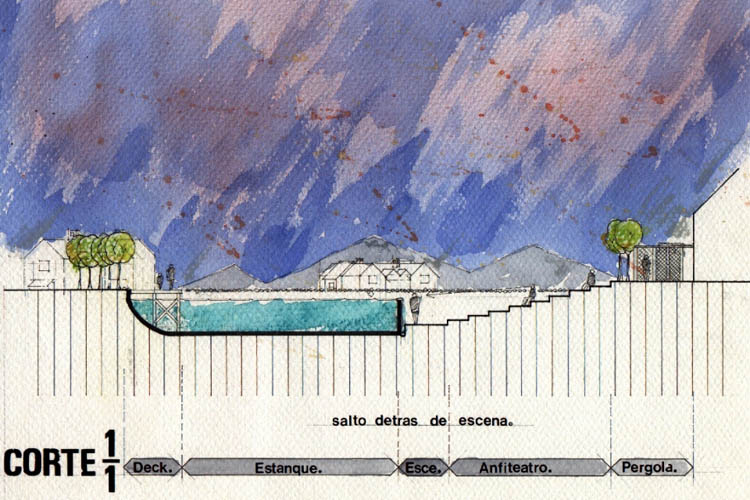 salto detras de escena.
CORTE 1/1
Deck. Estanque. Esce. Anfiteatro. Pergola.